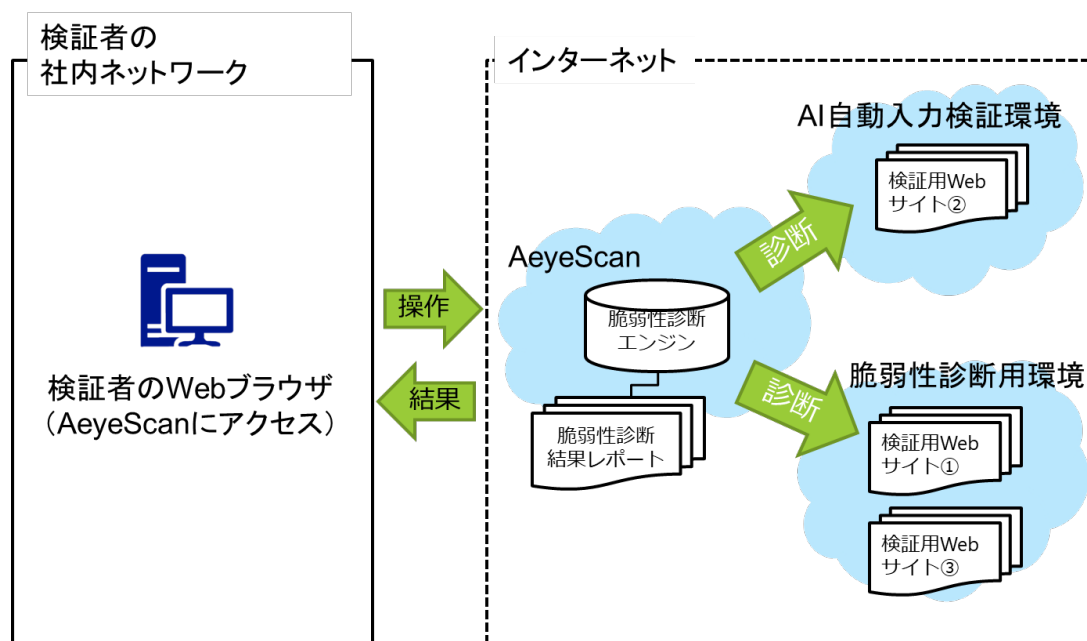 検証者の
社内ネットワーク
検証者のWebブラウザ
（AeyeScanにアクセス）
操作
結果
インターネット
AeyeScan
脆弱性診断
エンジン
脆弱性診断
結果レポート
診断
診断
AI自動入力検証環境
検証用Web
サイト②
脆弱性診断用環境
検証用Web
サイト①
検証用Web
サイト③